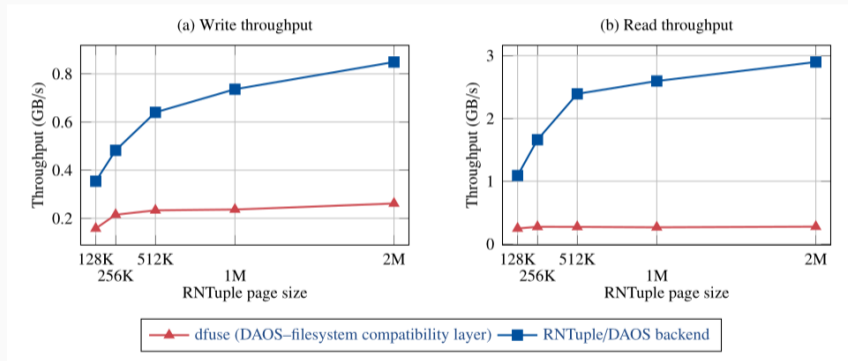 (a) Write throughput
Throughput (GB/s)
0.8
0.6
0.4
0.2
128K
256K
512K
1M
2M
RNTuple page size
(b) Read throughput
Throughput (GB/s)
3
2
1
0
128K
256K
512K
1M
2M
RNTuple page size
dfuse (DAOS–filesystem compatibility layer) RNTuple/DAOS backend